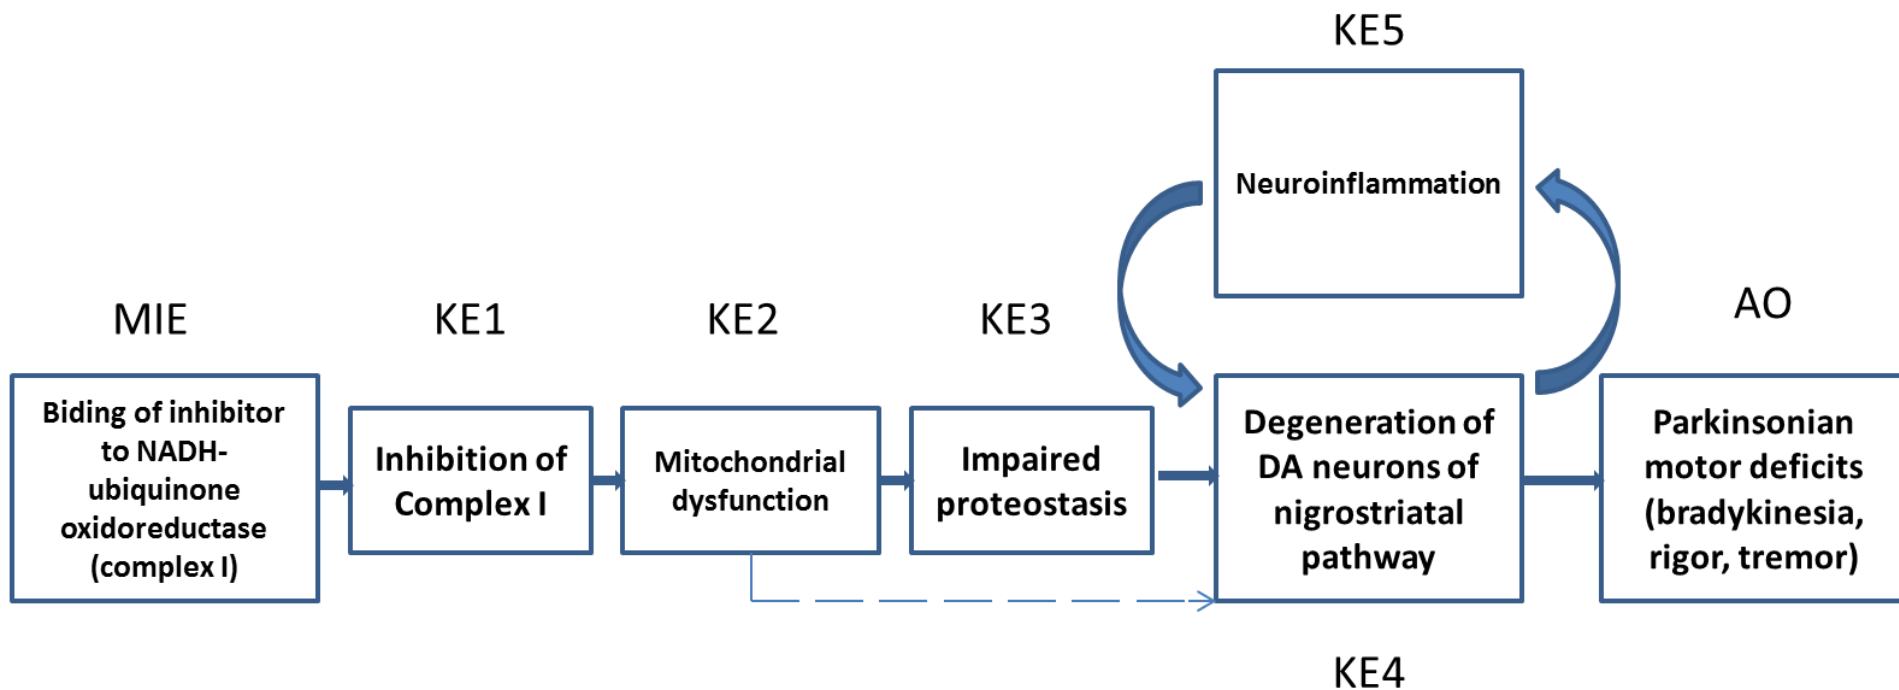 KE5
Neuroinflammation
MIE
Biding of inhibitor
to NADH-
ubiquinone
oxidoreductase
(complex I)
KE1
Inhibition of
Complex I
KE2
Mitochondrial
dysfunction
KE3
Impaired
proteostasis
Degeneration of
DA neurons of
nigrostriatal
pathway
KE4
AO
Parkinsonian
motor deficits
(bradykinesia,
rigor, tremor)